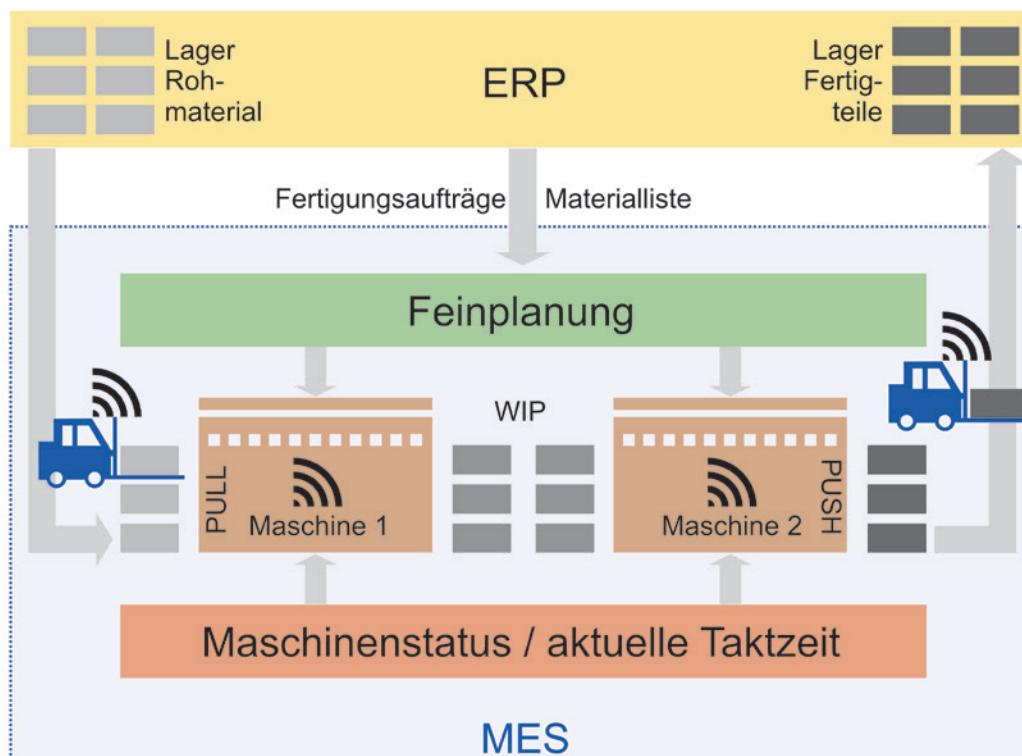 Lager
Roh-
material
ERP
Lager
Fertig-
teile
Fertigungsaufträge
Materialliste
Feinplanung
WIP
PULL
Maschine 1
Maschine 2
PUSH
Maschinenstatus / aktuelle Taktzeit
MES